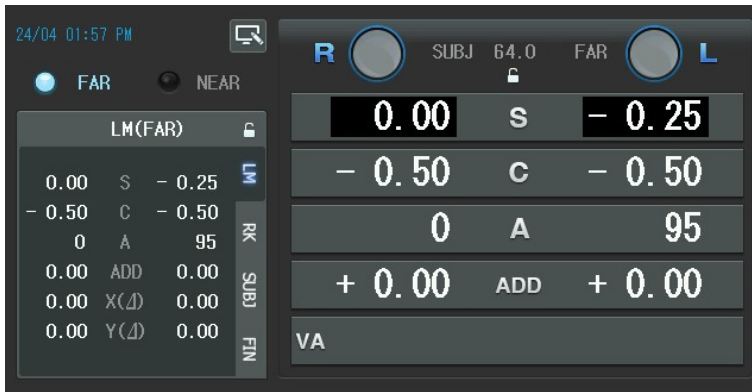 24/04 01:57 PM
FAR NEAR
LM(FAR)
0.00 S - 0.25
- 0.50 C - 0.50
0 A 95
0.00 ADD 0.00
0.00 X(⊿) 0.00
0.00 Y(⊿) 0.00
LM
RK
SUBJ
FIN
R SUBJ 64.0 FAR L
0.00 S - 0.25
- 0.50 C - 0.50
0 A 95
+ 0.00 ADD + 0.00
VA